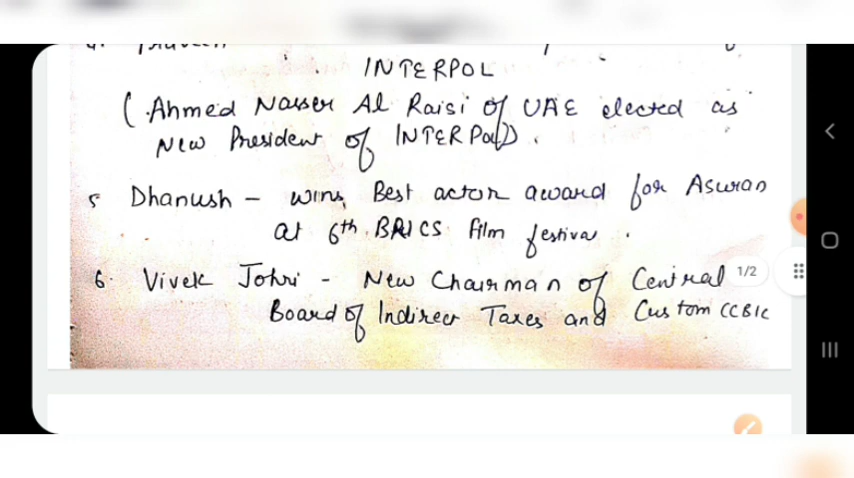 INTERPOL
( Ahmed Nasser Al Raisi of UAE elected as
New President of INTERPOL).
5 Dhanush - wins, Best actor award for Asuran
at 6th BRICS film festival.
6. Vivek Johri - New Chairman of Central
Board of Indirect Taxes and Custom CCBIC
1/2